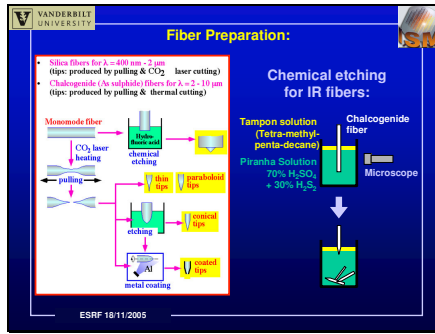 VANDERBILT
UNIVERSITY
Fiber Preparation:
ISM
• Silica fibers for λ = 400 nm - 2 μm
(tips: produced by pulling & CO2 laser cutting)
• Chalcogenide (As sulphide) fibers for λ = 2 - 10 μm
(tips: produced by pulling & thermal cutting)
Monomode fiber
Hydro-
fluoric acid
chemical
etching
CO2 laser
heating
pulling
thin
tips
paraboloid
tips
etching
conical
tips
Al
metal coating
coated
tips
Chemical etching
for IR fibers:
Tampon solution
(Tetra-methyl-
penta-decane)
Chalcogenide
fiber
Piranha Solution
70% H2SO4
+ 30% H2S2
Microscope
ESRF 18/11/2005